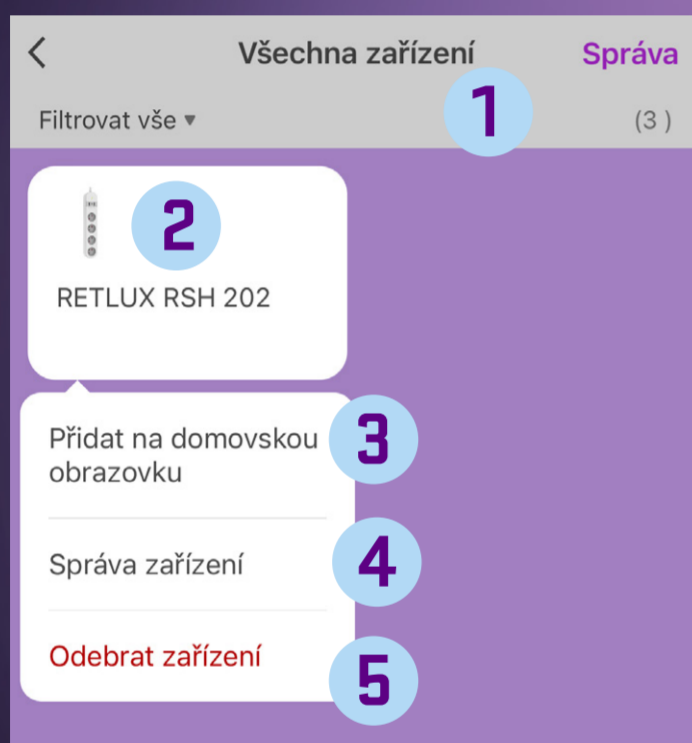 Všechna zařízení Správa
1
Filtrovat vše ▾ (3 )
2
RETLUX RSH 202
Přidat na domovskou
obrazovku
3
Správa zařízení 4
Odebrat zařízení 5